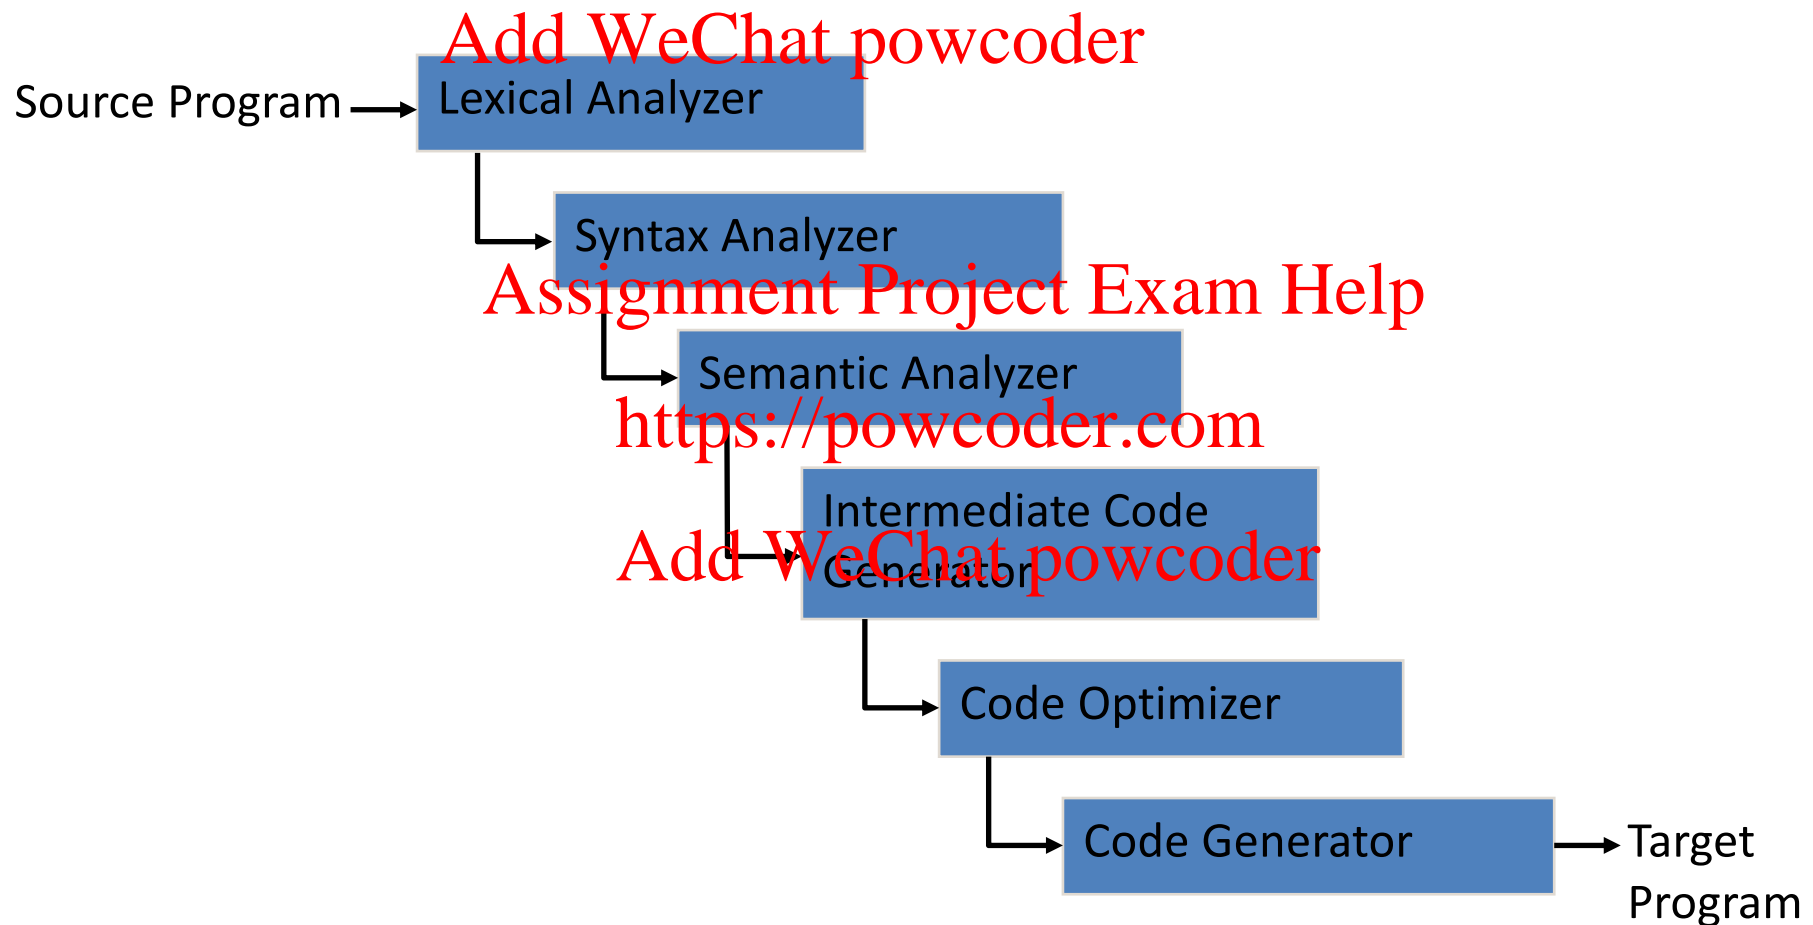 Add WeChat powcoder
Source Program
Lexical Analyzer
Syntax Analyzer
Assignment Project Exam Help
Semantic Analyzer
https://powcoder.com
Intermediate Code
Generator
Add WeChat powcoder
Code Optimizer
Code Generator
Target
Program